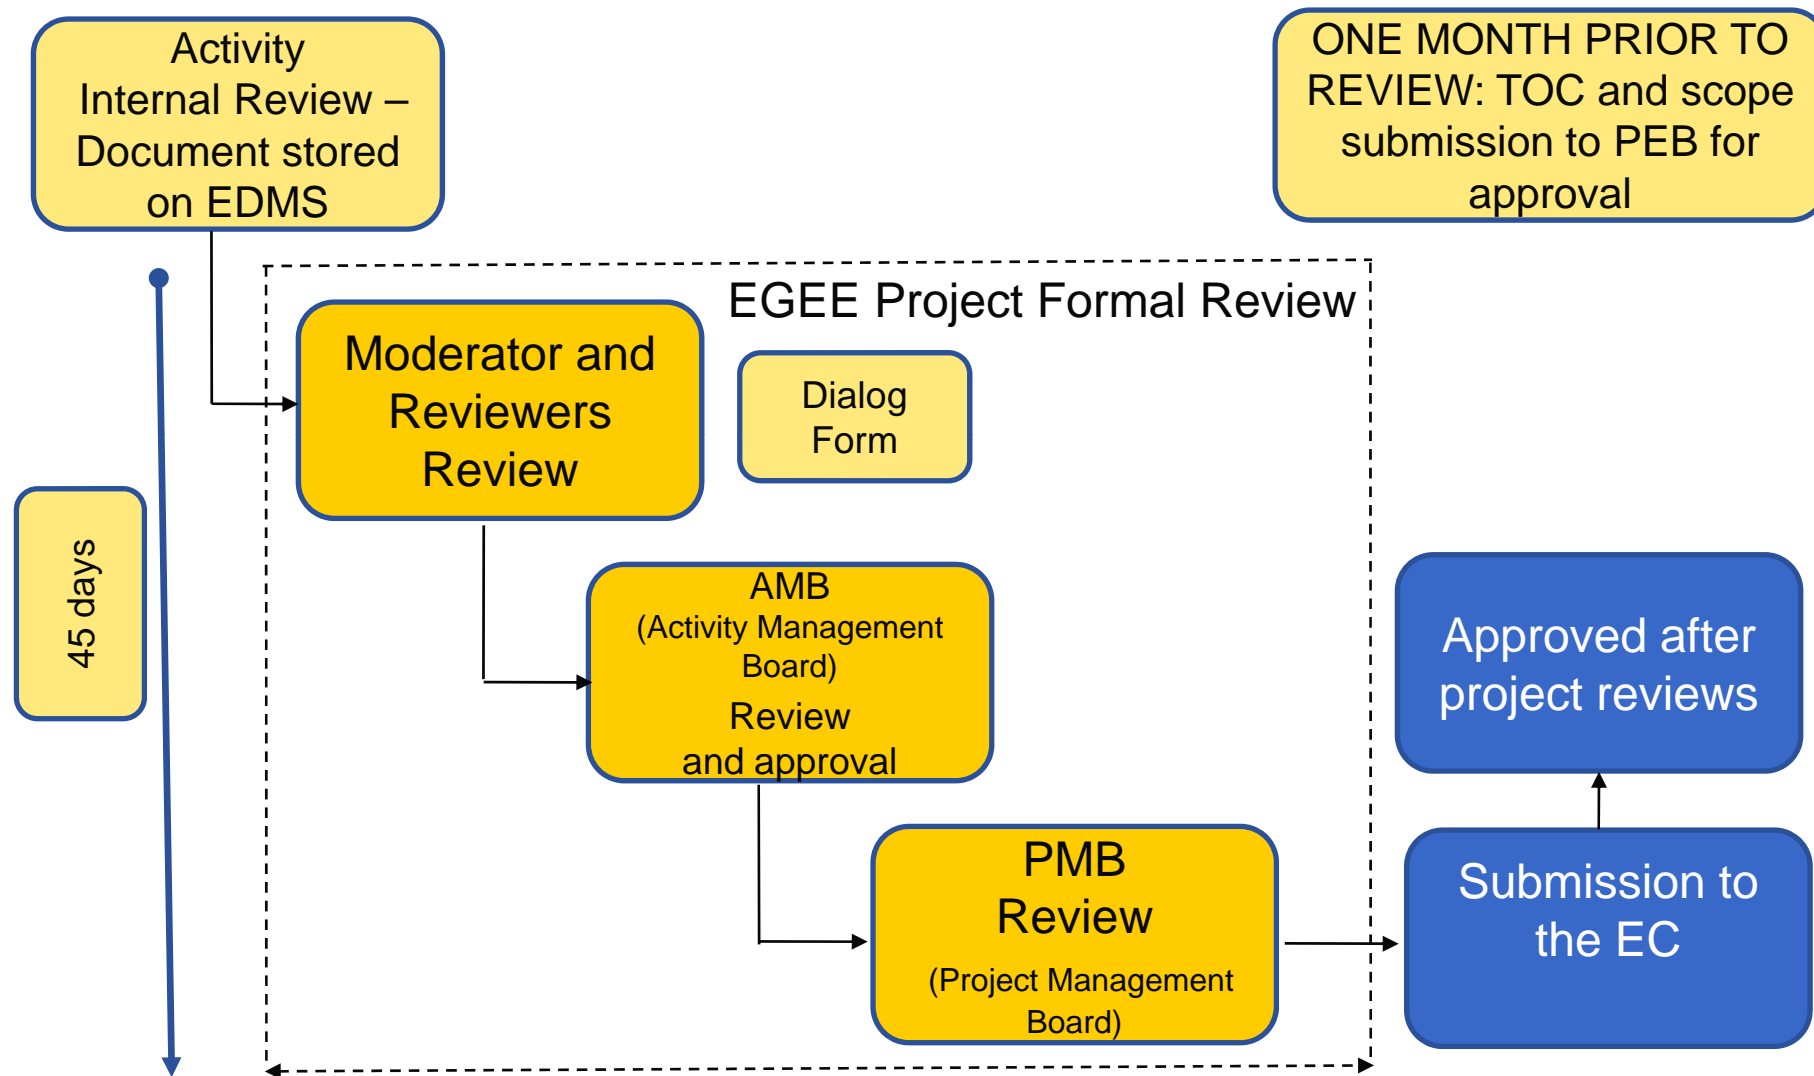 Activity
Internal Review –
Document stored
on EDMS
ONE MONTH PRIOR TO
REVIEW: TOC and scope
submission to PEB for
approval
EGEE Project Formal Review
Moderator and
Reviewers
Review
Dialog
Form
45 days
AMB
(Activity Management
Board)
Review
and approval
Approved after
project reviews
PMB
Review
(Project Management
Board)
Submission to
the EC